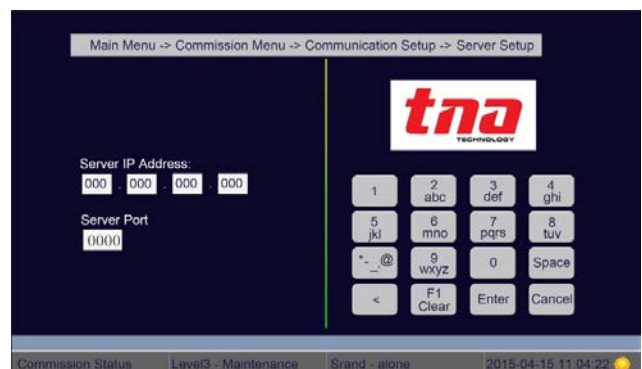 Main Menu -> Commission Menu -> Communication Setup -> Server Setup
tna
TECHNOLOGY
Server IP Address:
000 . 000 . 000 . 000
Server Port
0000
1
2 abc
3 def
4 ghi
5 jkl
6 mno
7 pqrs
8 tuv
*-_.@
9 wxyz
0
Space
<
F1 Clear
Enter
Cancel
Commission Status Level3 - Maintenance Srand - alone 2015-04-15 11:04:22